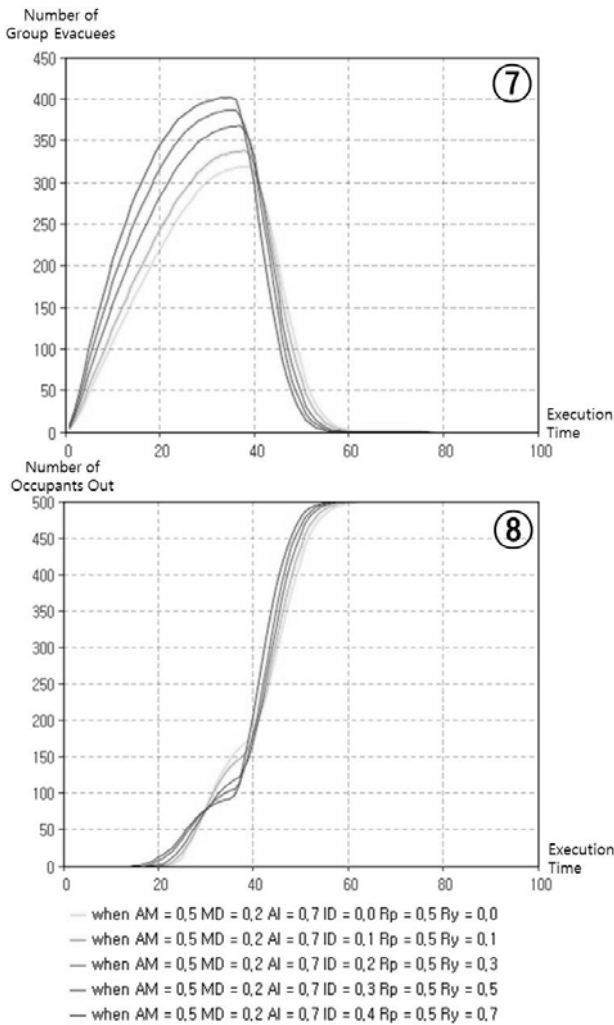 Number of
Group Evacuees
450
400
350
300
250
200
150
100
50
0
⑦
0 20 40 60 80 100
Execution
Time
Number of
Occupants Out
500
450
400
350
300
250
200
150
100
50
0
⑧
0 20 40 60 80 100
Execution
Time
when AM = 0,5 MD = 0,2 AI = 0,7 ID = 0,0 Rp = 0,5 Ry = 0,0
when AM = 0,5 MD = 0,2 AI = 0,7 ID = 0,1 Rp = 0,5 Ry = 0,1
when AM = 0,5 MD = 0,2 AI = 0,7 ID = 0,2 Rp = 0,5 Ry = 0,3
when AM = 0,5 MD = 0,2 AI = 0,7 ID = 0,3 Rp = 0,5 Ry = 0,5
when AM = 0,5 MD = 0,2 AI = 0,7 ID = 0,4 Rp = 0,5 Ry = 0,7